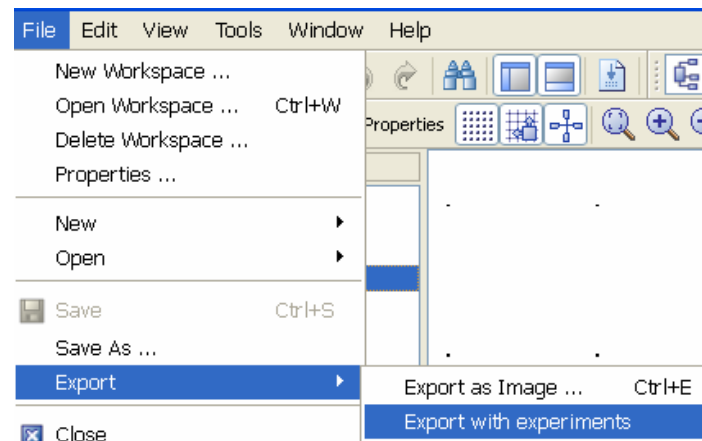 File Edit View Tools Window Help
New Workspace ...
Open Workspace ... Ctrl+W
Delete Workspace ...
Properties ...
Properties
New
Open
Save Ctrl+S
Save As ...
Export
Export as Image ... Ctrl+E
Export with experiments
Close